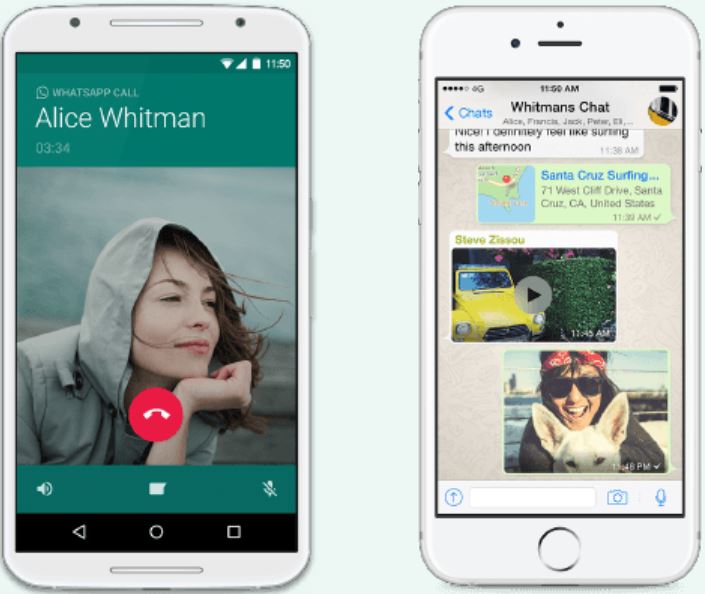 11:50
WHATSAPP CALL
Alice Whitman
03:34
4G
11:50 AM
Chats
Whitmans Chat
Alice, Francis, Jack, Peter, Eli,...
Nice! I definitely feel like surfing
this afternoon
11:38 AM
Santa Cruz Surfing...
71 West Cliff Drive, Santa
Cruz, CA, United States
11:39 AM
Steve Zissou
11:45 AM
11:48 PM